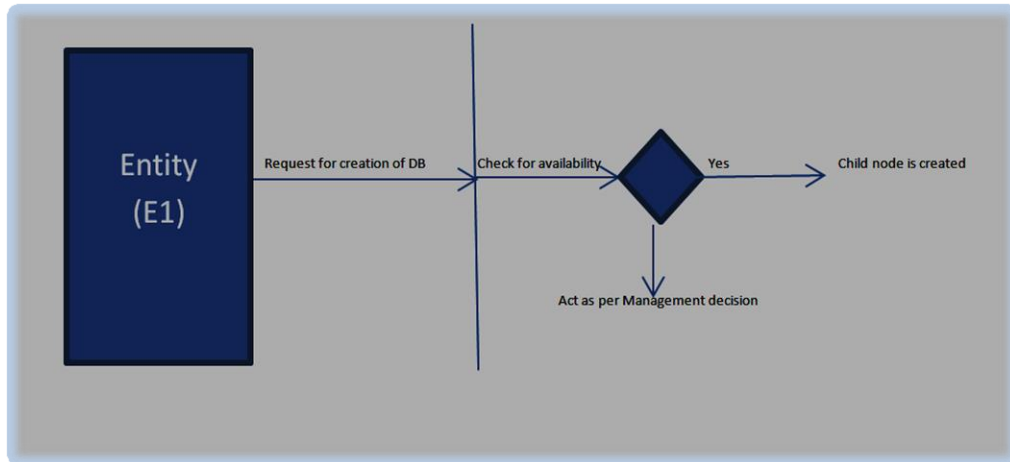 Entity
(E1)
Request for creation of DB
Check for availability
Yes
Child node is created
Act as per Management decision